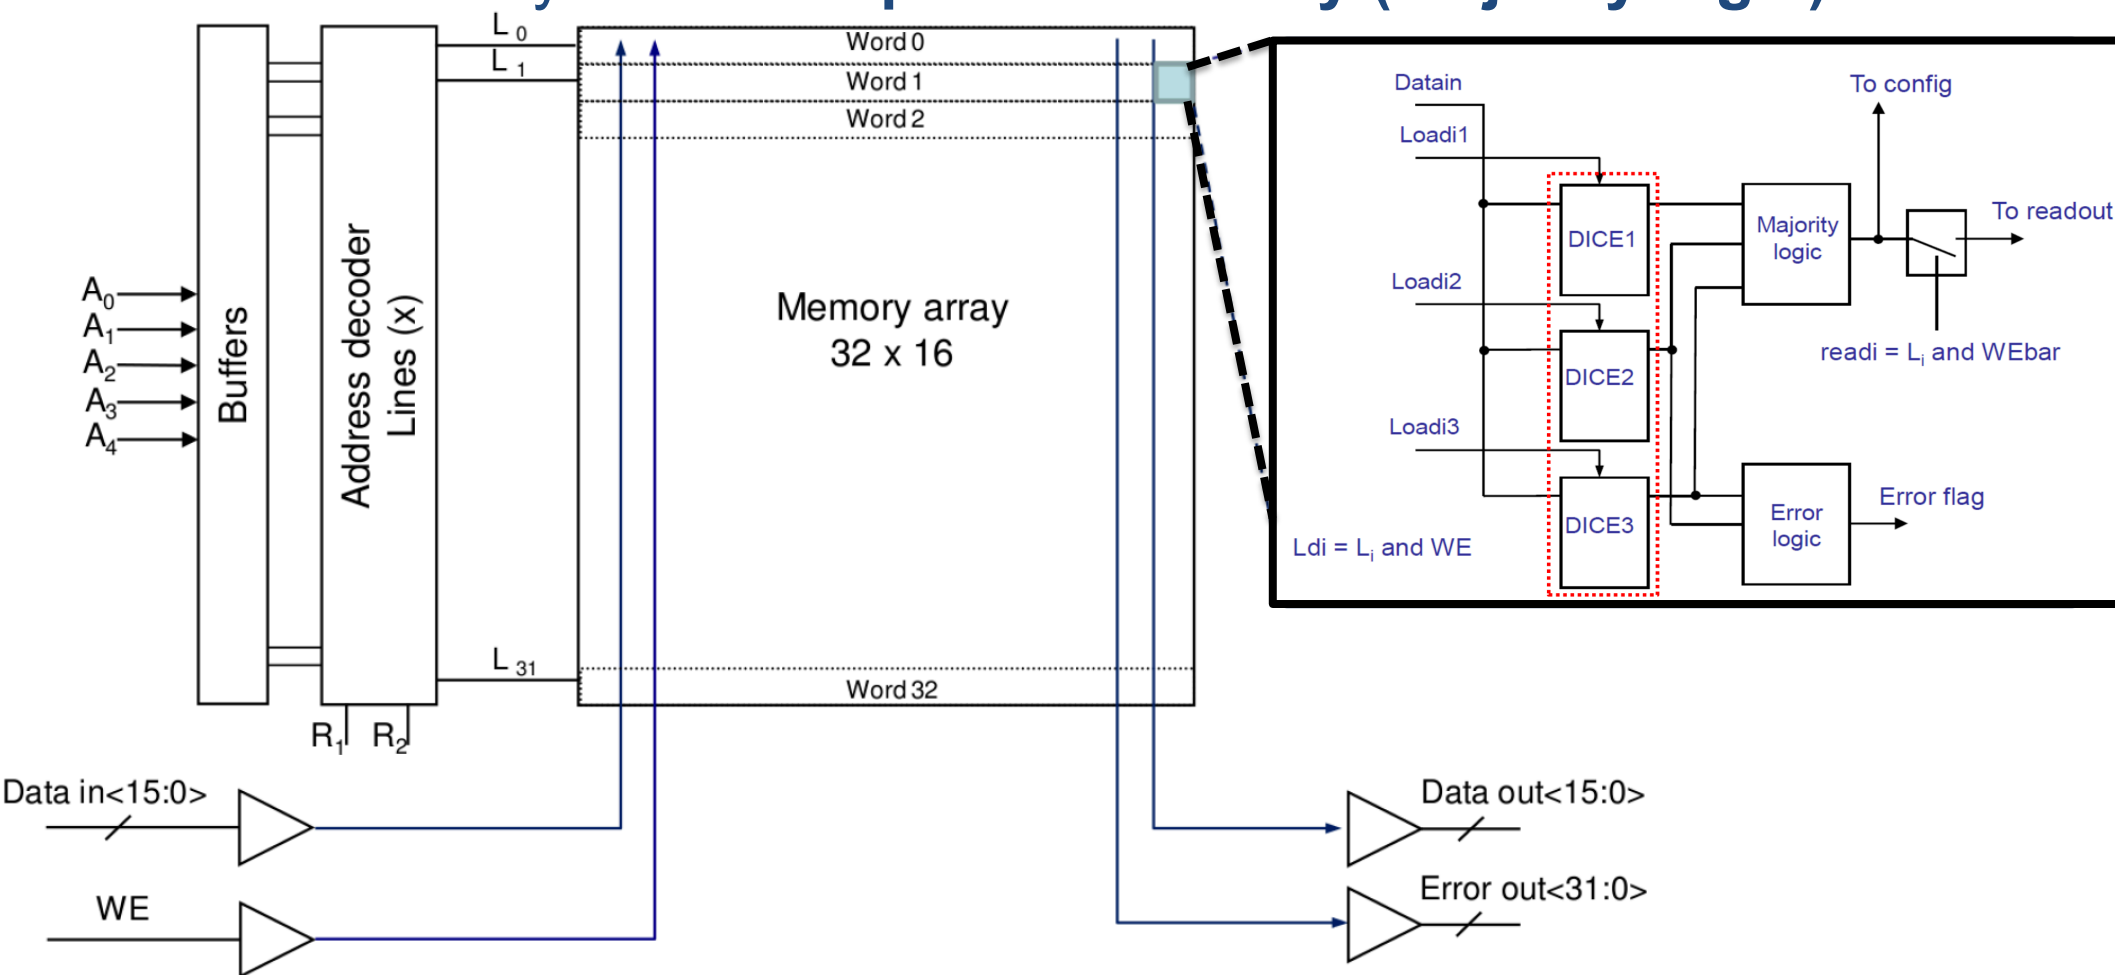 L 0
L 1
Word 0
Word 1
Word 2
A0
A1
A2
A3
A4
Buffers
Address decoder
Lines (x)
Memory array
32 x 16
L 31
Word 32
R1
R2
Data in<15:0>
WE
Data out<15:0>
Error out<31:0>
Datain
Loadi1
Loadi2
Loadi3
DICE1
DICE2
DICE3
Ldi = Li and WE
Majority
logic
To config
To readout
readi = Li and WEbar
Error
logic
Error flag